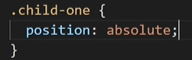 .child-one {
  position: absolute;
}